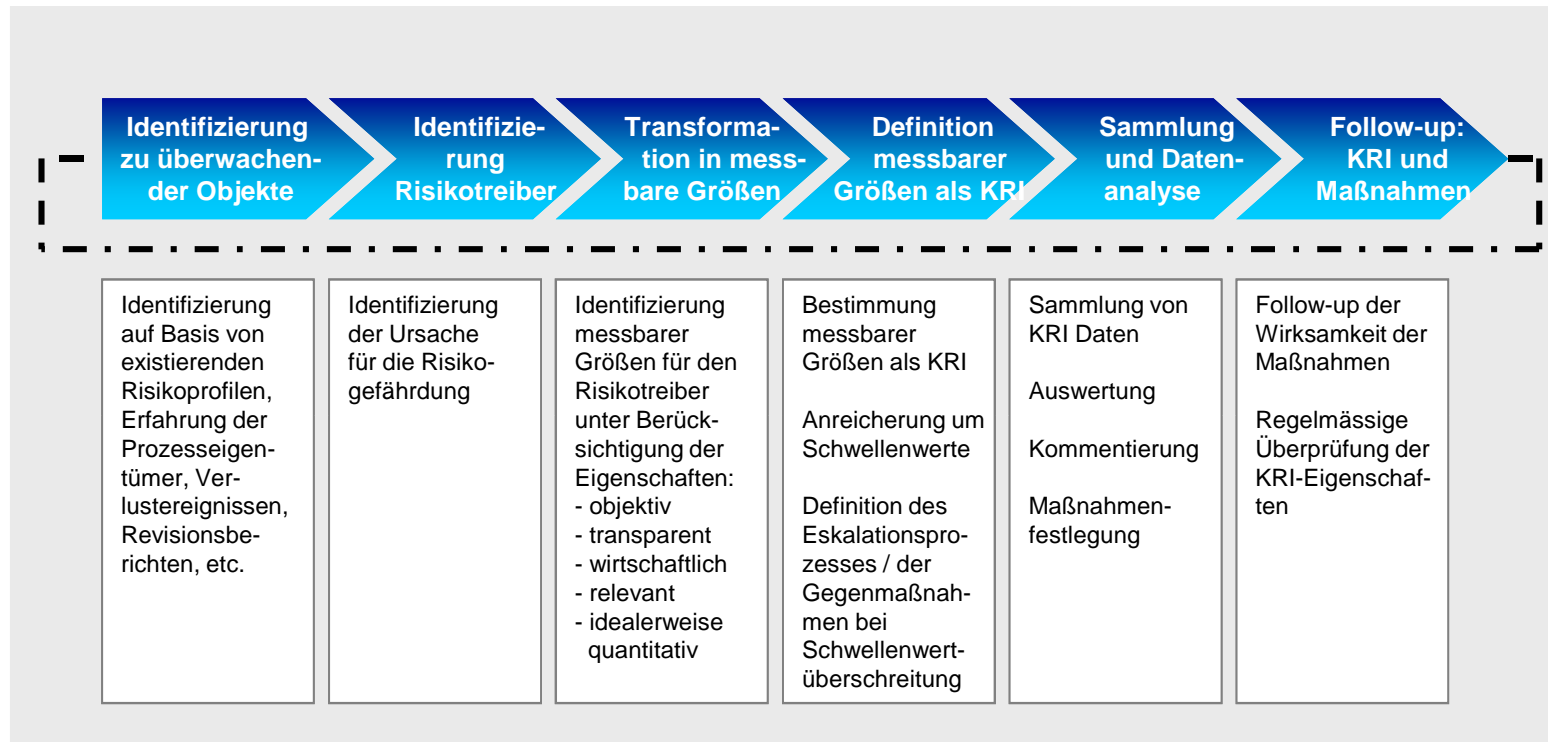 Identifizierung
zu überwachen-
der Objekte
Identifizie-
rung
Risikotreiber
Transforma-
tion in mess-
bare Größen
Definition
messbarer
Größen als KRI
Sammlung
und Daten-
analyse
Follow-up:
KRI und
Maßnahmen
Identifizierung
auf Basis von
existierenden
Risikoprofilen,
Erfahrung der
Prozesseigen-
tümer, Ver-
lustereignissen,
Revisionsbe-
richten, etc.
Identifizierung
der Ursache
für die Risiko-
gefährdung
Identifizierung
messbarer
Größen für den
Risikotreiber
unter Berück-
sichtigung der
Eigenschaften:
- objektiv
- transparent
- wirtschaftlich
- relevant
- idealerweise
quantitativ
Bestimmung
messbarer
Größen als KRI
Anreicherung um
Schwellenwerte
Definition des
Eskalationspro-
zesses / der
Gegenmaßnah-
men bei
Schwellenwert-
überschreitung
Sammlung von
KRI Daten
Auswertung
Kommentierung
Maßnahmen-
festlegung
Follow-up der
Wirksamkeit der
Maßnahmen
Regelmässige
Überprüfung der
KRI-Eigenschaf-
ten